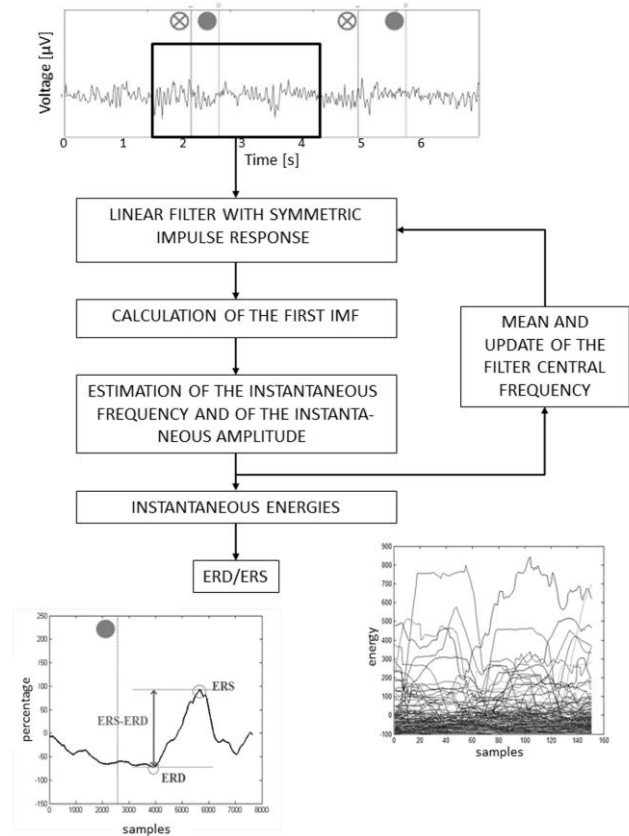 Voltage [µV]
0 1 2 3 4 5 6
Time [s]
LINEAR FILTER WITH SYMMETRIC
IMPULSE RESPONSE
CALCULATION OF THE FIRST IMF
MEAN AND
UPDATE OF THE
FILTER CENTRAL
FREQUENCY
ESTIMATION OF THE INSTANTANEOUS
FREQUENCY AND OF THE INSTANTA-
NEOUS AMPLITUDE
INSTANTANEOUS ENERGIES
ERD/ERS
percentage
250
200
150
100
50
0
-50
-100
-150
ERS
ERS-ERD
ERD
0 1000 2000 3000 4000 5000 6000 7000 8000
samples
energy
900
800
700
600
500
400
300
200
100
0
-100
0 20 40 60 80 100 120 140 160
samples